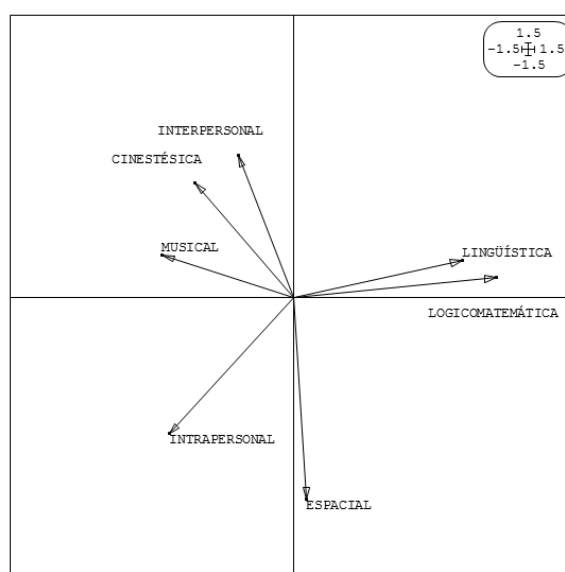 1.5
-1.5 1.5
-1.5
INTERPERSONAL
CINESTÉSICA
MUSICAL
LINGÜÍSTICA
LOGICOMATEMÁTICA
INTRAPERSONAL
ESPACIAL